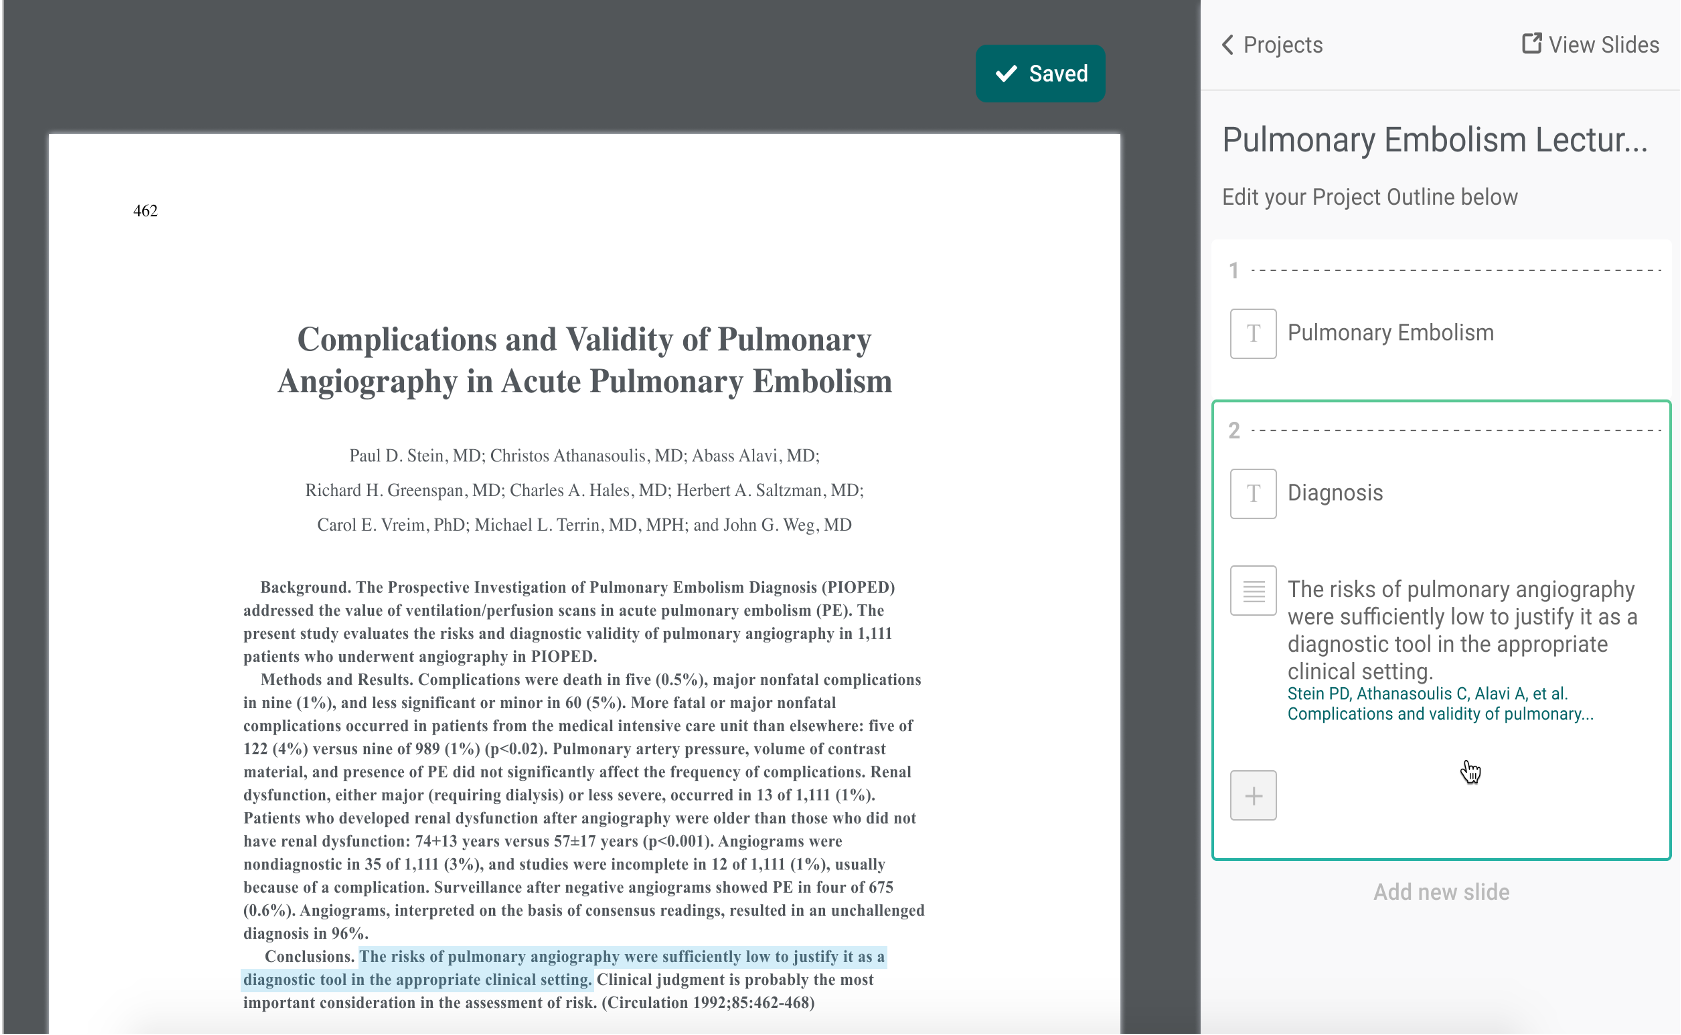 Saved
462
Complications and Validity of Pulmonary
Angiography in Acute Pulmonary Embolism
Paul D. Stein, MD; Christos Athanasoulis, MD; Abass Alavi, MD;
Richard H. Greenspan, MD; Charles A. Hales, MD; Herbert A. Saltzman, MD;
Carol E. Vreim, PhD; Michael L. Terrin, MD, MPH; and John G. Weg, MD
Background. The Prospective Investigation of Pulmonary Embolism Diagnosis (PIOPED)
addressed the value of ventilation/perfusion scans in acute pulmonary embolism (PE). The
present study evaluates the risks and diagnostic validity of pulmonary angiography in 1,111
patients who underwent angiography in PIOPED.
Methods and Results. Complications were death in five (0.5%), major nonfatal complications
in nine (1%), and less significant or minor in 60 (5%). More fatal or major nonfatal
complications occurred in patients from the medical intensive care unit than elsewhere: five of
122 (4%) versus nine of 989 (1%) (p<0.02). Pulmonary artery pressure, volume of contrast
material, and presence of PE did not significantly affect the frequency of complications. Renal
dysfunction, either major (requiring dialysis) or less severe, occurred in 13 of 1,111 (1%).
Patients who developed renal dysfunction after angiography were older than those who did not
have renal dysfunction: 74+13 years versus 57±17 years (p<0.001). Angiograms were
nondiagnostic in 35 of 1,111 (3%), and studies were incomplete in 12 of 1,111 (1%), usually
because of a complication. Surveillance after negative angiograms showed PE in four of 675
(0.6%). Angiograms, interpreted on the basis of consensus readings, resulted in an unchallenged
diagnosis in 96%.
Conclusions. The risks of pulmonary angiography were sufficiently low to justify it as a
diagnostic tool in the appropriate clinical setting. Clinical judgment is probably the most
important consideration in the assessment of risk. (Circulation 1992;85:462-468)
Projects
View Slides
Pulmonary Embolism Lectur...
Edit your Project Outline below
1
T Pulmonary Embolism
2
T Diagnosis
The risks of pulmonary angiography
were sufficiently low to justify it as a
diagnostic tool in the appropriate
clinical setting.
Stein PD, Athanasoulis C, Alavi A, et al.
Complications and validity of pulmonary...
Add new slide